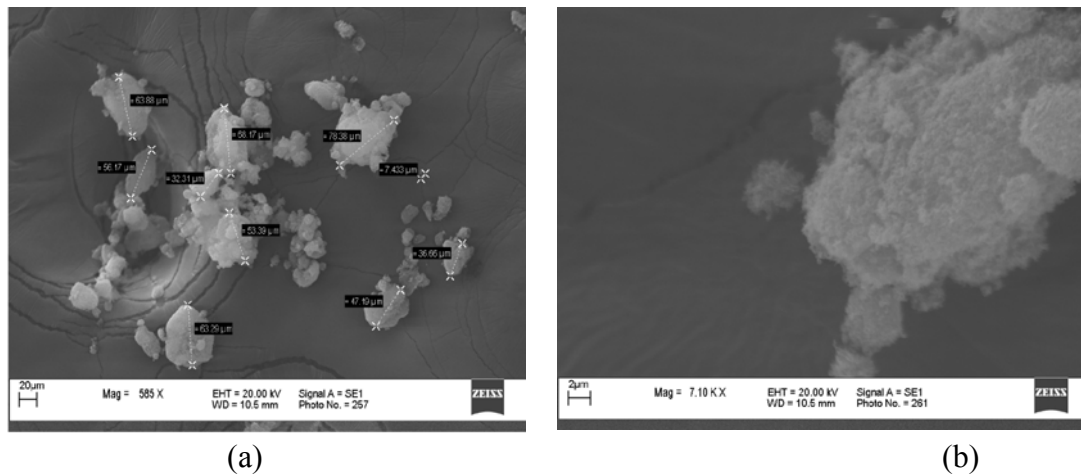 = 63.88 µm
= 68.17 µm
= 78.38 µm
= 56.17 µm
= 32.31 µm
= 7.433 µm
= 53.39 µm
= 36.65 µm
= 47.19 µm
= 63.29 µm
20µm
Mag = 585 X
EHT = 20.00 kV
Signal A = SE1
WD = 10.5 mm
Photo No. = 257
ZEISS
2µm
Mag = 7.10 K X
EHT = 20.00 kV
Signal A = SE1
WD = 10.5 mm
Photo No. = 261
ZEISS
(a)
(b)